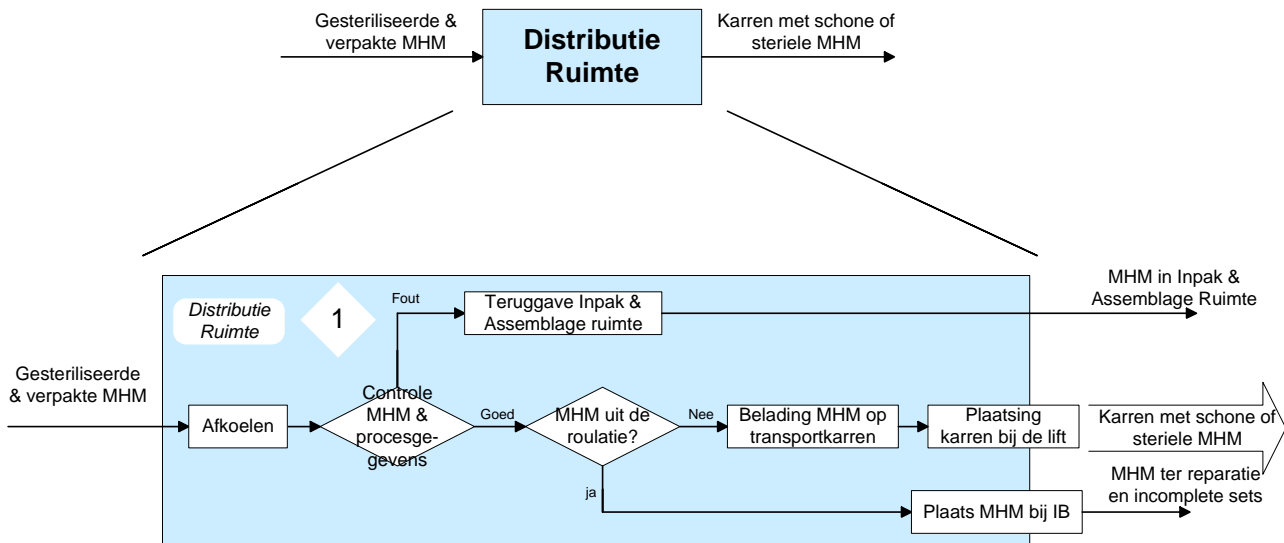 Gesteriliseerde &
verpakte MHM
Distributie
Ruimte
Karren met schone of
steriele MHM
Distributie
Ruimte
1
Fout
Teruggave Inpak &
Assemblage ruimte
MHM in Inpak &
Assemblage Ruimte
Gesteriliseerde
& verpakte MHM
Afkoelen
Controle
MHM &
procesge-
gevens
Goed
MHM uit de
roulatie?
Nee
Belading MHM op
transportkarren
Plaatsing
karren bij de lift
Karren met schone of
steriele MHM
ja
Plaats MHM bij IB
MHM ter reparatie
en incomplete sets